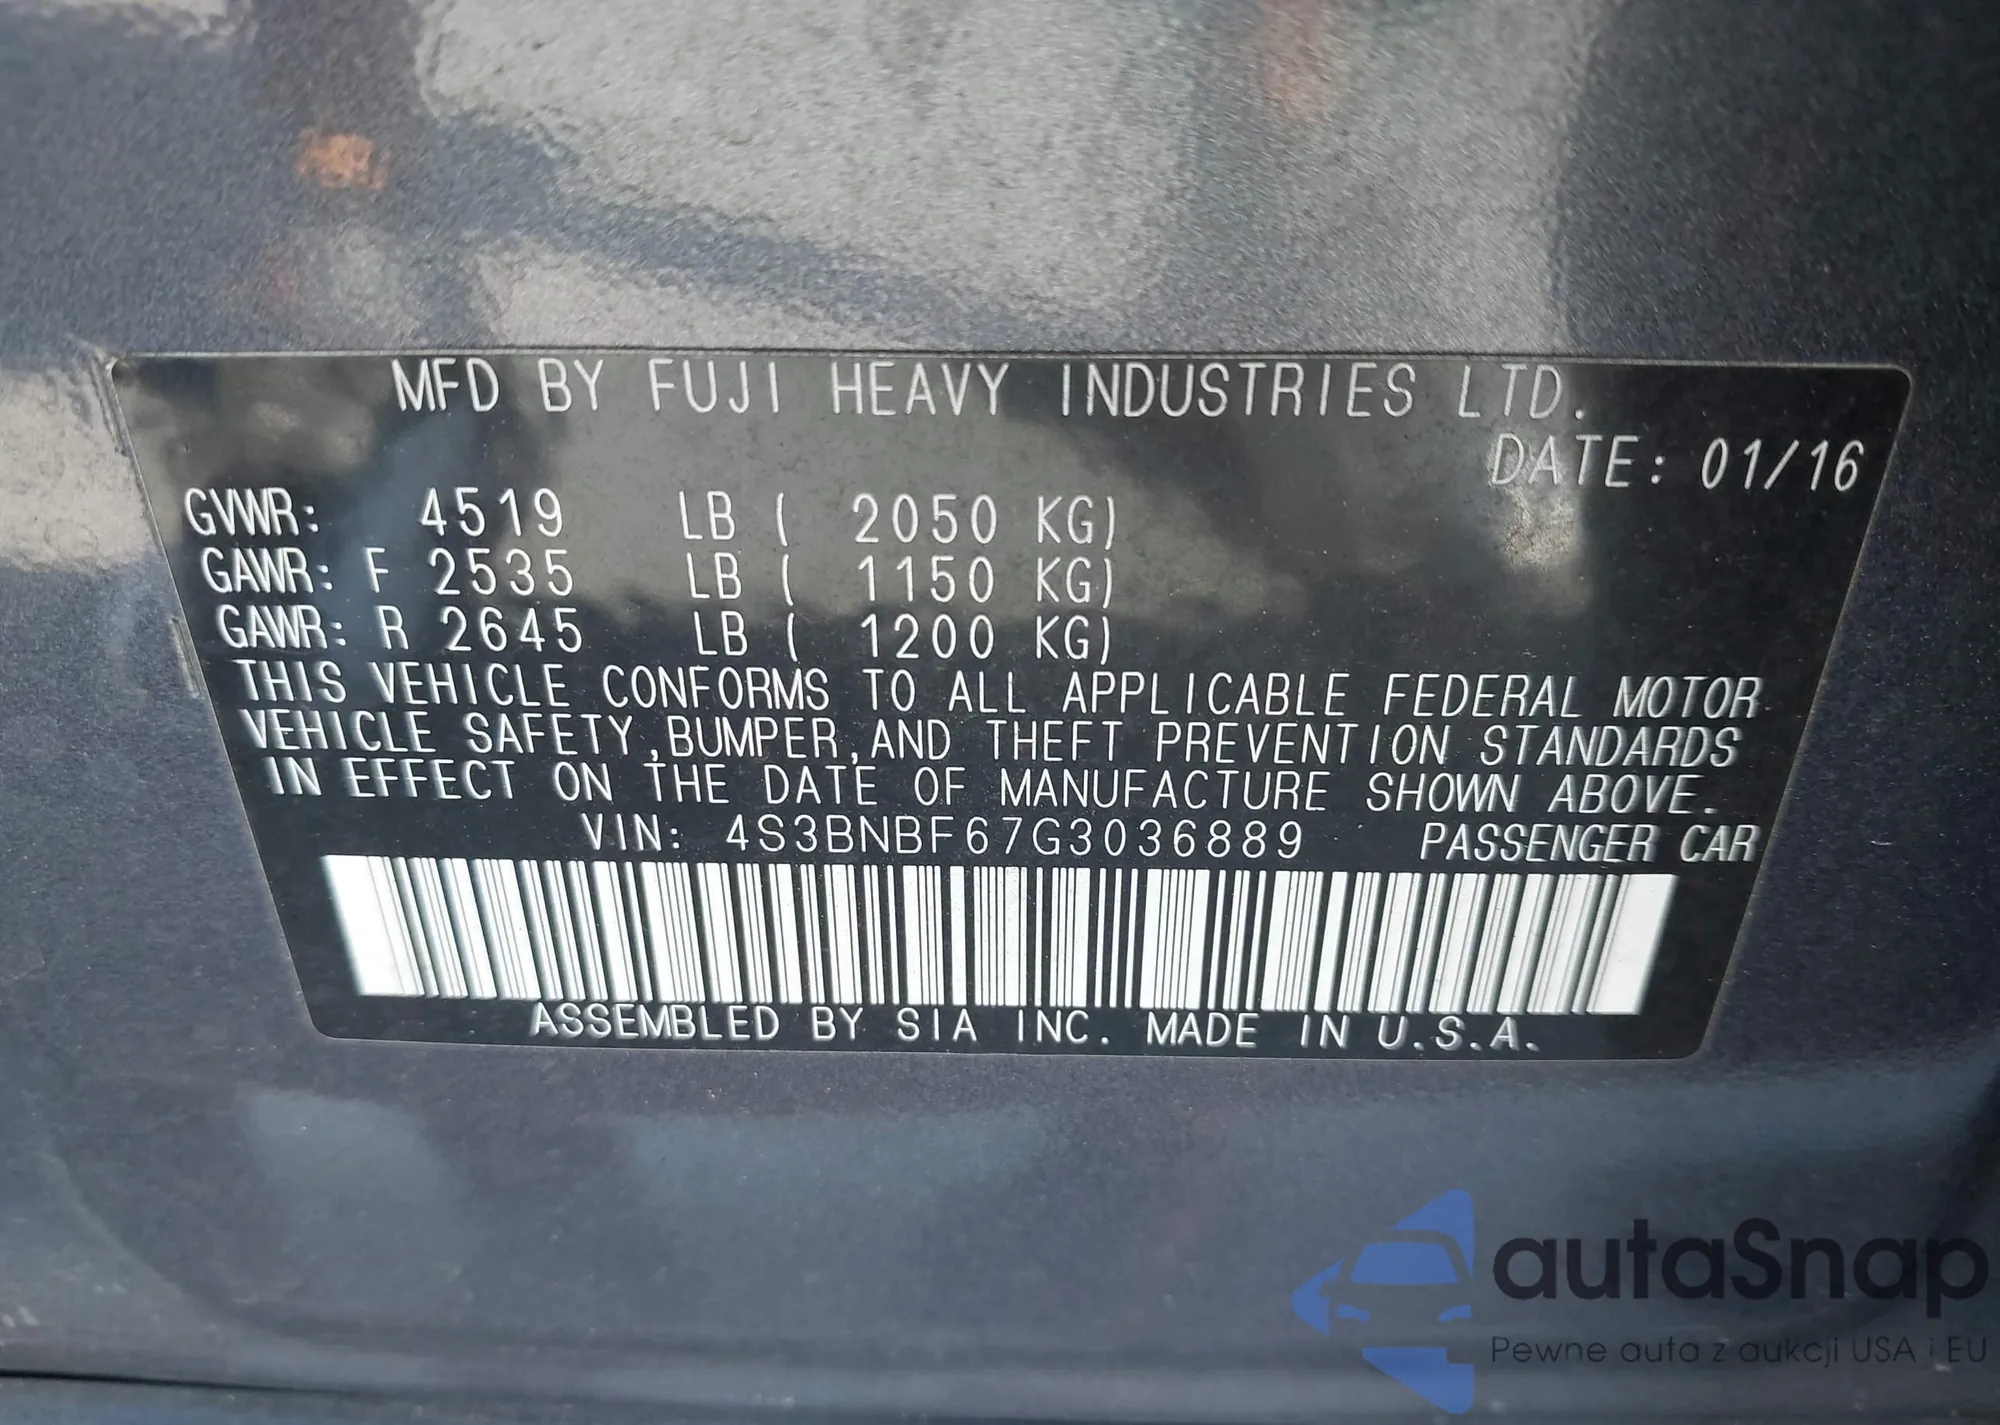 MFD BY FUJI HEAVY INDUSTRIES LTD.
DATE: 01/16
GVWR: 4519 LB ( 2050 KG)
GAWR: F 2535 LB ( 1150 KG)
GAWR: R 2645 LB ( 1200 KG)
THIS VEHICLE CONFORMS TO ALL APPLICABLE FEDERAL MOTOR
VEHICLE SAFETY,BUMPER,AND THEFT PREVENTION STANDARDS
IN EFFECT ON THE DATE OF MANUFACTURE SHOWN ABOVE.
VIN: 4S3BNBF67G3036889 PASSENGER CAR
ASSEMBLED BY SIA INC. MADE IN U.S.A.
autaSnap
Pewne auta z aukcji USA i EU